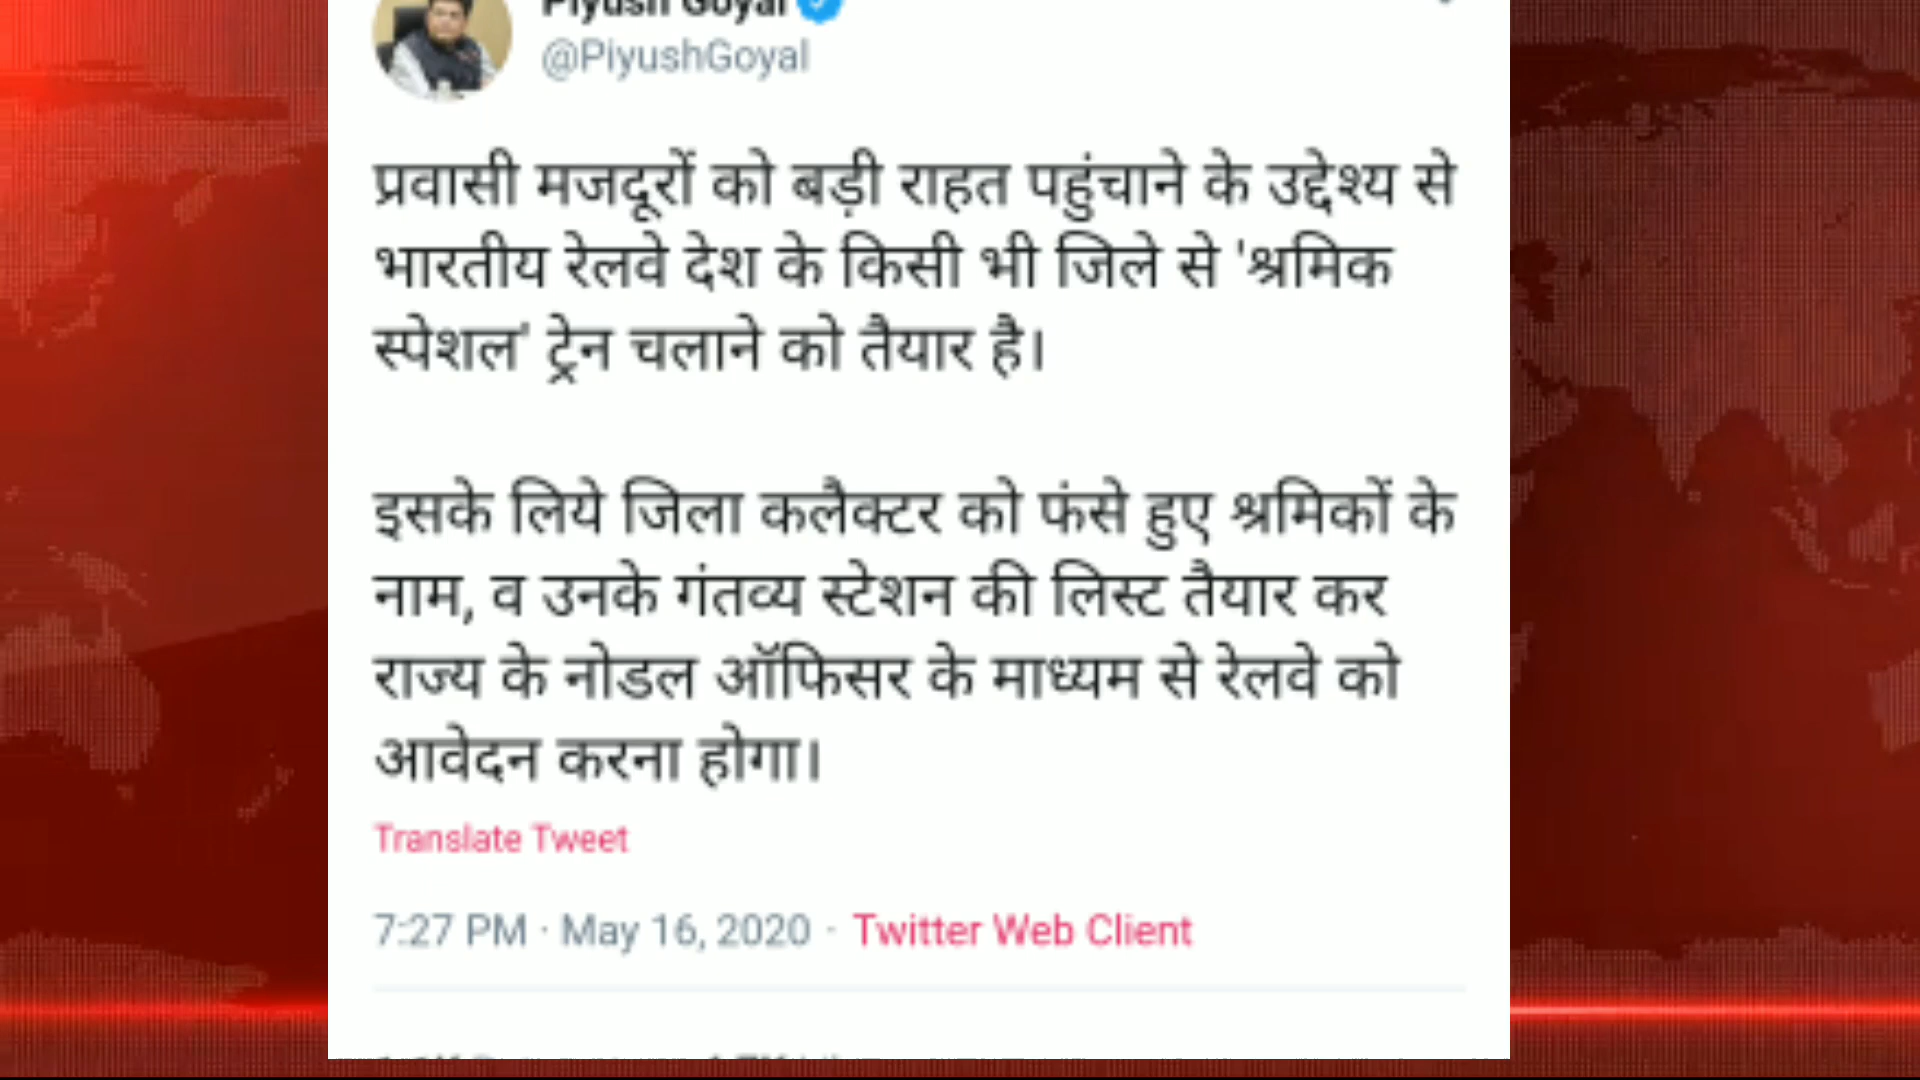 Piyush Goyal
@PiyushGoyal
प्रवासी मजदूरों को बड़ी राहत पहुंचाने के उद्देश्य से
भारतीय रेलवे देश के किसी भी जिले से 'श्रमिक
स्पेशल' ट्रेन चलाने को तैयार है।
इसके लिये जिला कलैक्टर को फंसे हुए श्रमिकों के
नाम, व उनके गंतव्य स्टेशन की लिस्ट तैयार कर
राज्य के नोडल ऑफिसर के माध्यम से रेलवे को
आवेदन करना होगा।
Translate Tweet
7:27 PM · May 16, 2020 · Twitter Web Client